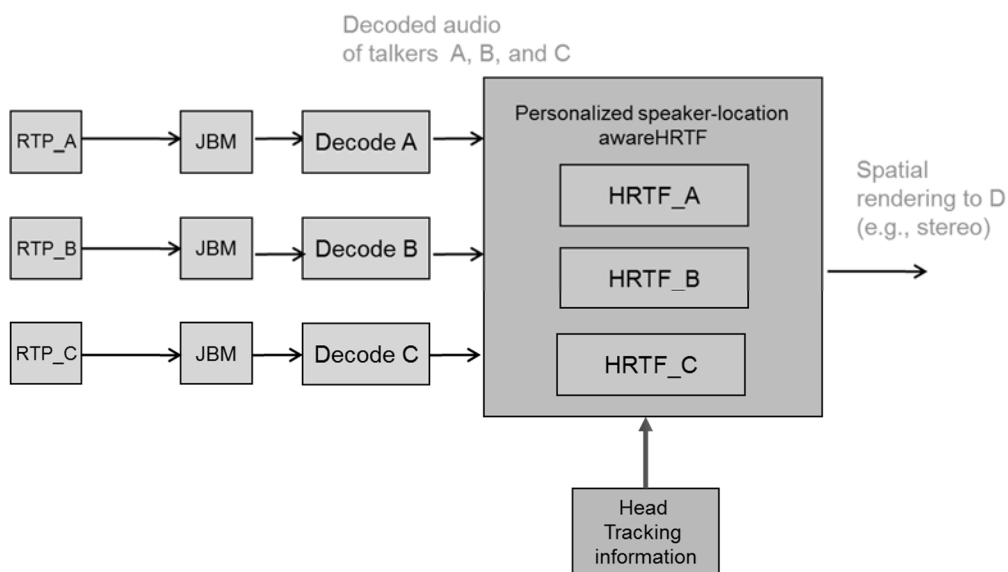 Decoded audio
of talkers A, B, and C
RTP_A
JBM
Decode A
RTP_B
JBM
Decode B
RTP_C
JBM
Decode C
Personalized speaker-location
awareHRTF
HRTF_A
HRTF_B
HRTF_C
Spatial
rendering to D
(e.g., stereo)
Head
Tracking
information